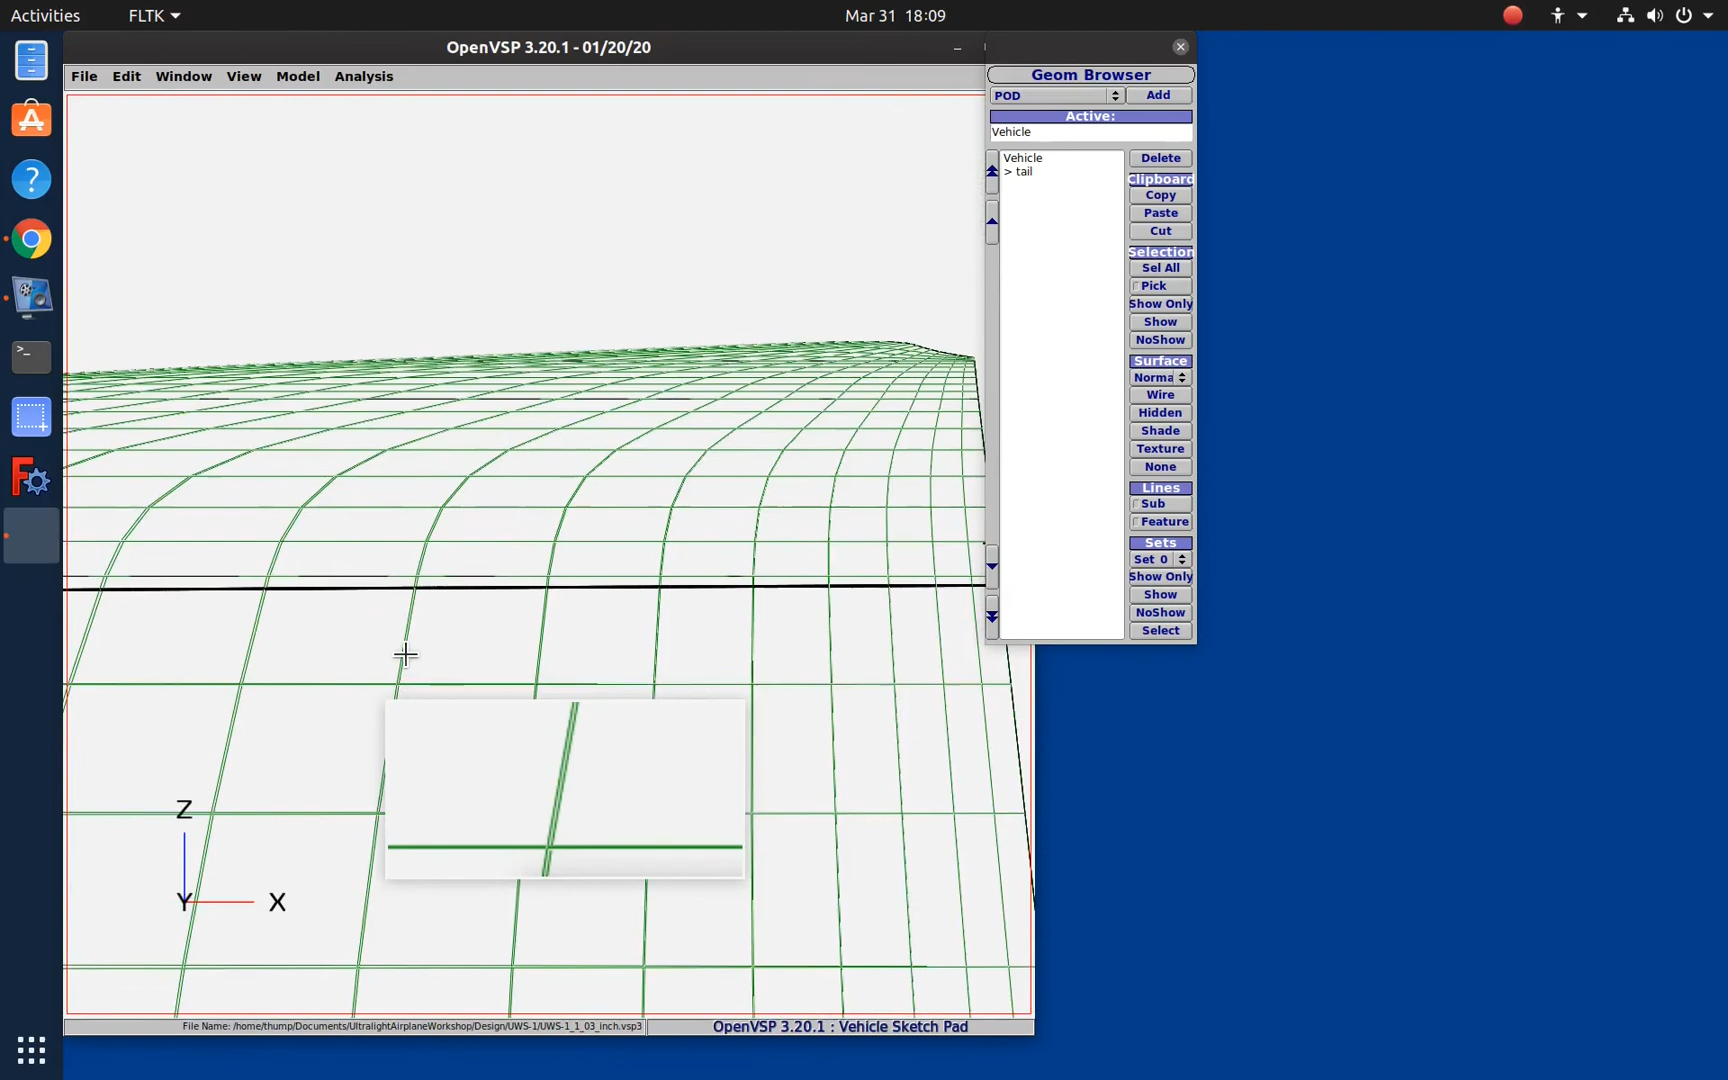 Activities
FLTK
Mar 31 18:09
OpenVSP 3.20.1 - 01/20/20
File Edit Window View Model Analysis
Geom Browser
POD
Add
Active:
Vehicle
Vehicle
> tail
Delete
Clipboard
Copy
Paste
Cut
Selection
Sel All
Pick
Show Only
Show
NoShow
Surface
Norma
Wire
Hidden
Shade
Texture
None
Lines
Sub
Feature
Sets
Set 0
Show Only
Show
NoShow
Select
Z
Y
X
File Name: /home/thump/Documents/UltralightAirplaneWorkshop/Design/UWS-1/UWS-1_1_03_inch.vsp3
OpenVSP 3.20.1 : Vehicle Sketch Pad